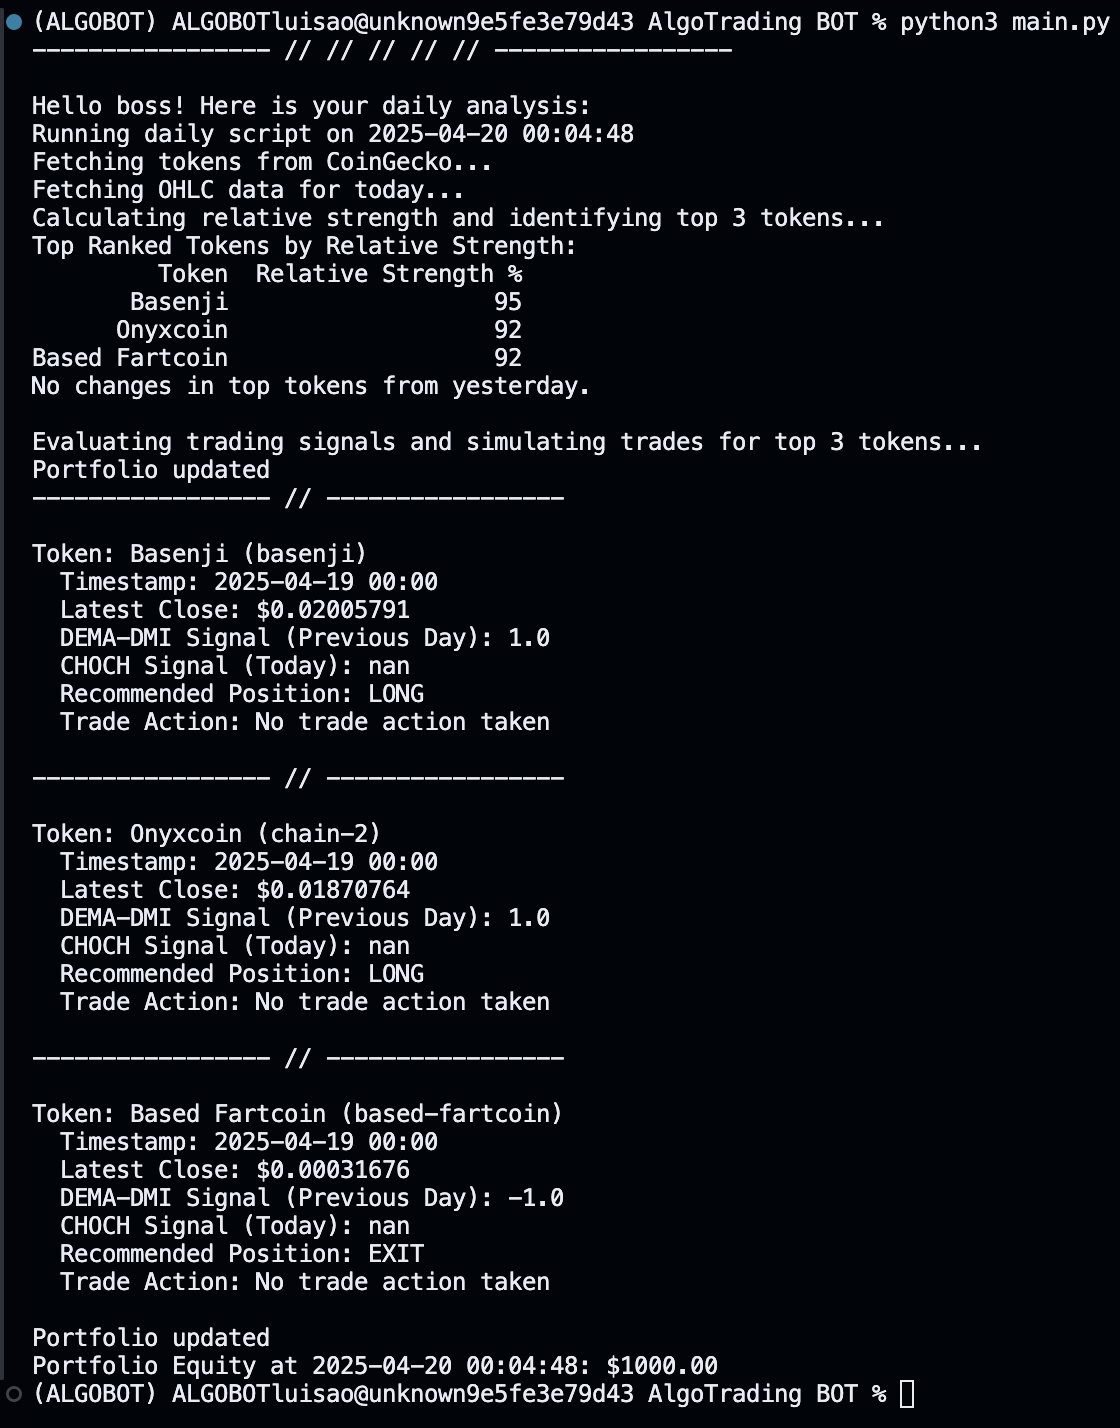 (ALGOBOT) ALGOBOTluisao@unknown9e5fe3e79d43 AlgoTrading BOT % python3 main.py
----------------- // // // // // -----------------
Hello boss! Here is your daily analysis:
Running daily script on 2025-04-20 00:04:48
Fetching tokens from CoinGecko...
Fetching OHLC data for today...
Calculating relative strength and identifying top 3 tokens...
Top Ranked Tokens by Relative Strength:
Token  Relative Strength %
Basenji                   95
Onyxcoin                   92
Based Fartcoin                   92
No changes in top tokens from yesterday.
Evaluating trading signals and simulating trades for top 3 tokens...
Portfolio updated
----------------- // -----------------
Token: Basenji (basenji)
Timestamp: 2025-04-19 00:00
Latest Close: $0.02005791
DEMA-DMI Signal (Previous Day): 1.0
CHOCH Signal (Today): nan
Recommended Position: LONG
Trade Action: No trade action taken
----------------- // -----------------
Token: Onyxcoin (chain-2)
Timestamp: 2025-04-19 00:00
Latest Close: $0.01870764
DEMA-DMI Signal (Previous Day): 1.0
CHOCH Signal (Today): nan
Recommended Position: LONG
Trade Action: No trade action taken
----------------- // -----------------
Token: Based Fartcoin (based-fartcoin)
Timestamp: 2025-04-19 00:00
Latest Close: $0.00031676
DEMA-DMI Signal (Previous Day): -1.0
CHOCH Signal (Today): nan
Recommended Position: EXIT
Trade Action: No trade action taken
Portfolio updated
Portfolio Equity at 2025-04-20 00:04:48: $1000.00
(ALGOBOT) ALGOBOTluisao@unknown9e5fe3e79d43 AlgoTrading BOT %